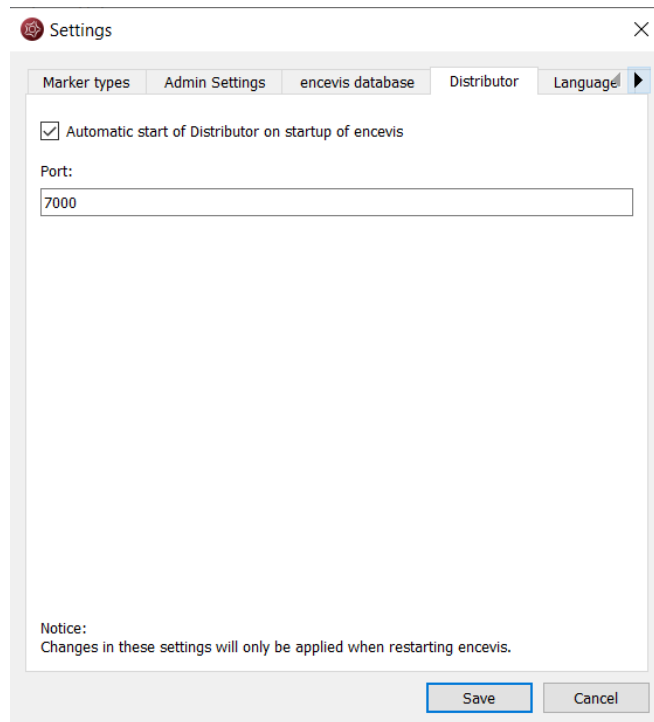 Settings
Marker types Admin Settings encevis database Distributor Language
Automatic start of Distributor on startup of encevis
Port:
7000
Notice:
Changes in these settings will only be applied when restarting encevis.
Save Cancel